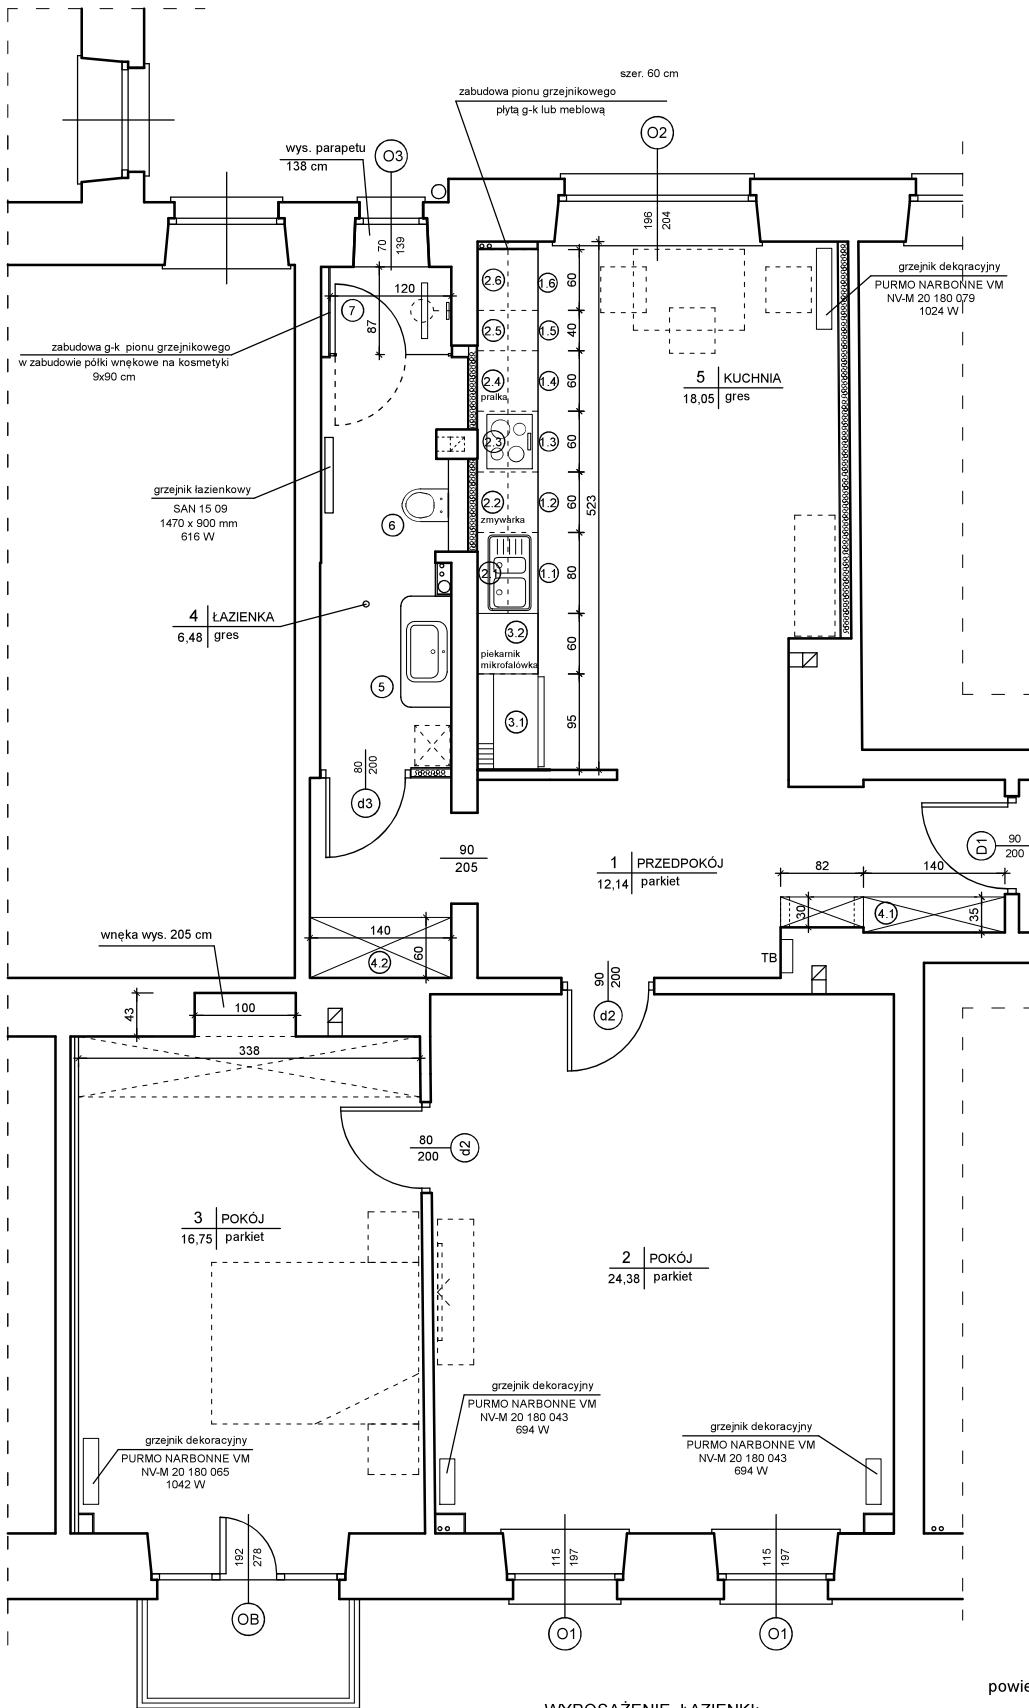 szer. 60 cm
zabudowa pionu grzejnikowego
płytą g-k lub meblową
O2
wys. parapetu
138 cm
O3
196
204
70
139
grzejnik dekoracyjny
PURMO NARBONNE VM
NV-M 20 180 079
1024 W
120
7
87
2.6
1.6
60
2.5
1.5
40
zabudowa g-k pionu grzejnikowego
w zabudowie półki wnękowe na kosmetyki
9x90 cm
2.4
pralka
1.4
60
5 KUCHNIA
18,05 gres
2.3
1.3
60
grzejnik łazienkowy
SAN 15 09
1470 x 900 mm
616 W
6
2.2
zmywarka
1.2
60
523
2.1
1.1
80
4 ŁAZIENKA
6,48 gres
3.2
piekarnik
mikrofalówka
60
5
3.1
95
80
200
d3
90
205
1 PRZEDPOKÓJ
12,14 parkiet
D1
90
200
82
140
30
4.1
35
wnęka wys. 205 cm
140
60
4.2
TB
90
200
d2
43
100
338
80
200
d2
3 POKÓJ
16,75 parkiet
2 POKÓJ
24,38 parkiet
grzejnik dekoracyjny
PURMO NARBONNE VM
NV-M 20 180 043
694 W
grzejnik dekoracyjny
PURMO NARBONNE VM
NV-M 20 180 043
694 W
grzejnik dekoracyjny
PURMO NARBONNE VM
NV-M 20 180 065
1042 W
192
278
115
197
115
197
OB
O1
O1
powie
WYPOSAŻENIE ŁAZIENKI: